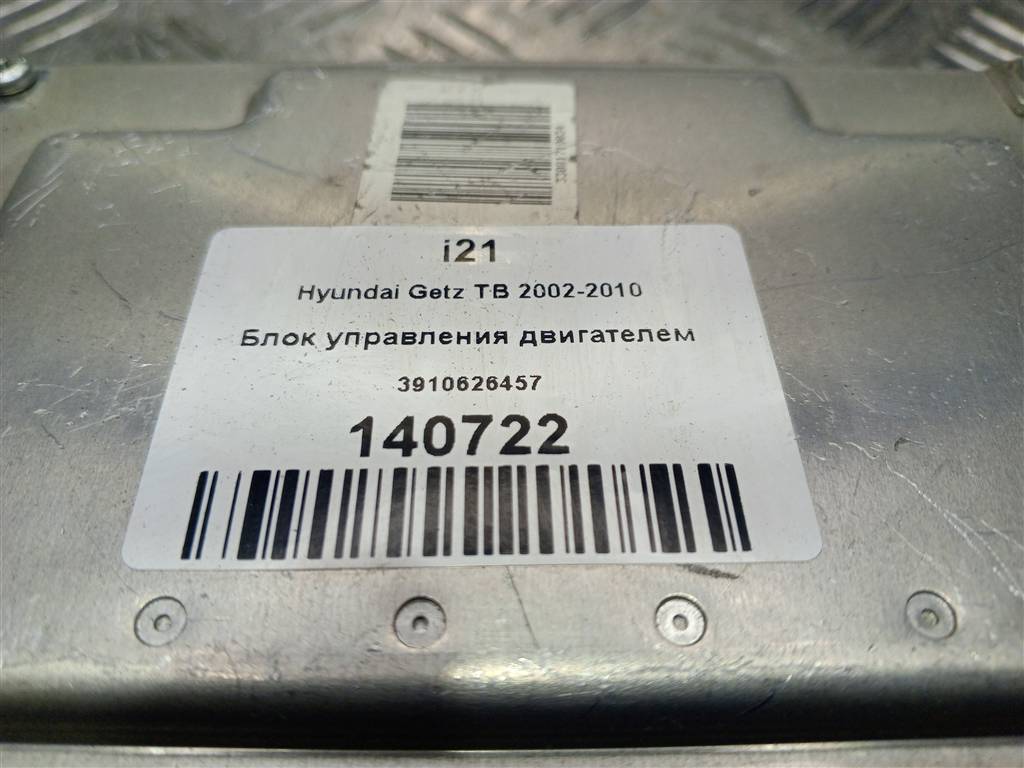 i21
Hyundai Getz TB 2002-2010
Блок управления двигателем
3910626457
140722